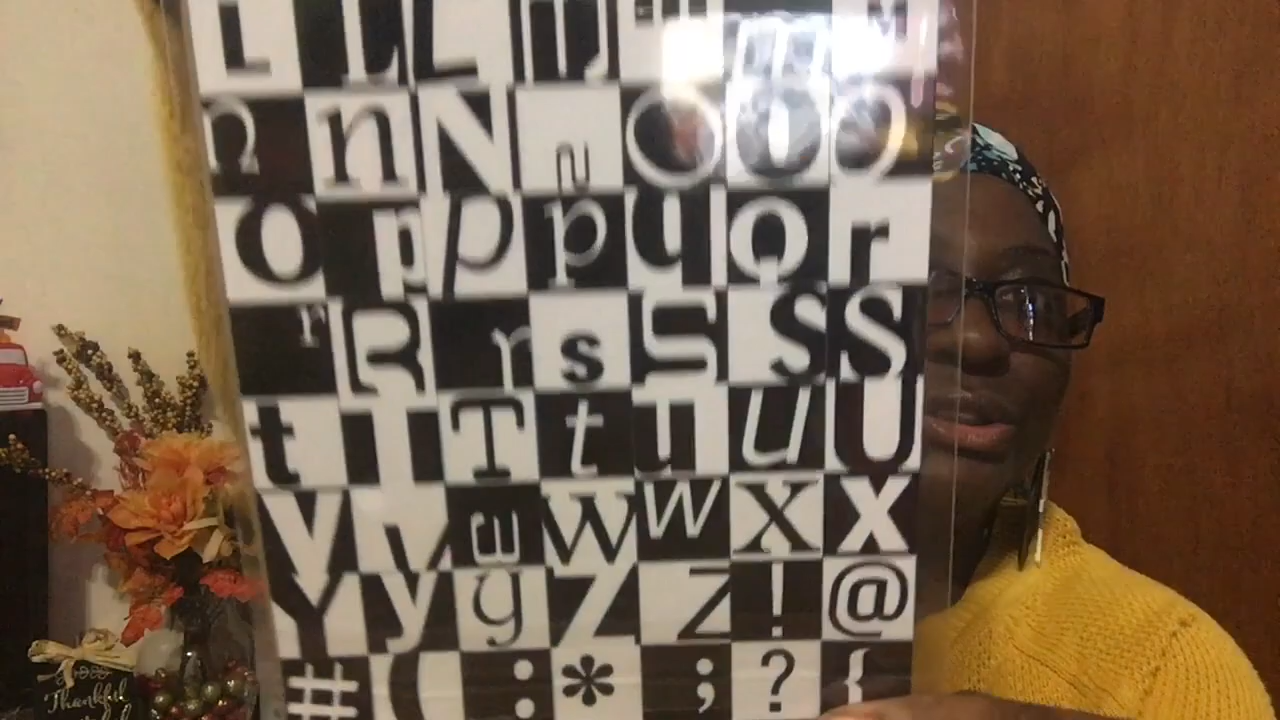 L L L
n n N n O O O
O p p p q Q r
r R r s S S S
t T T t u u U
V v w W w X X
Y y y Z Z ! @
# ( : * ; ? {
Thankful